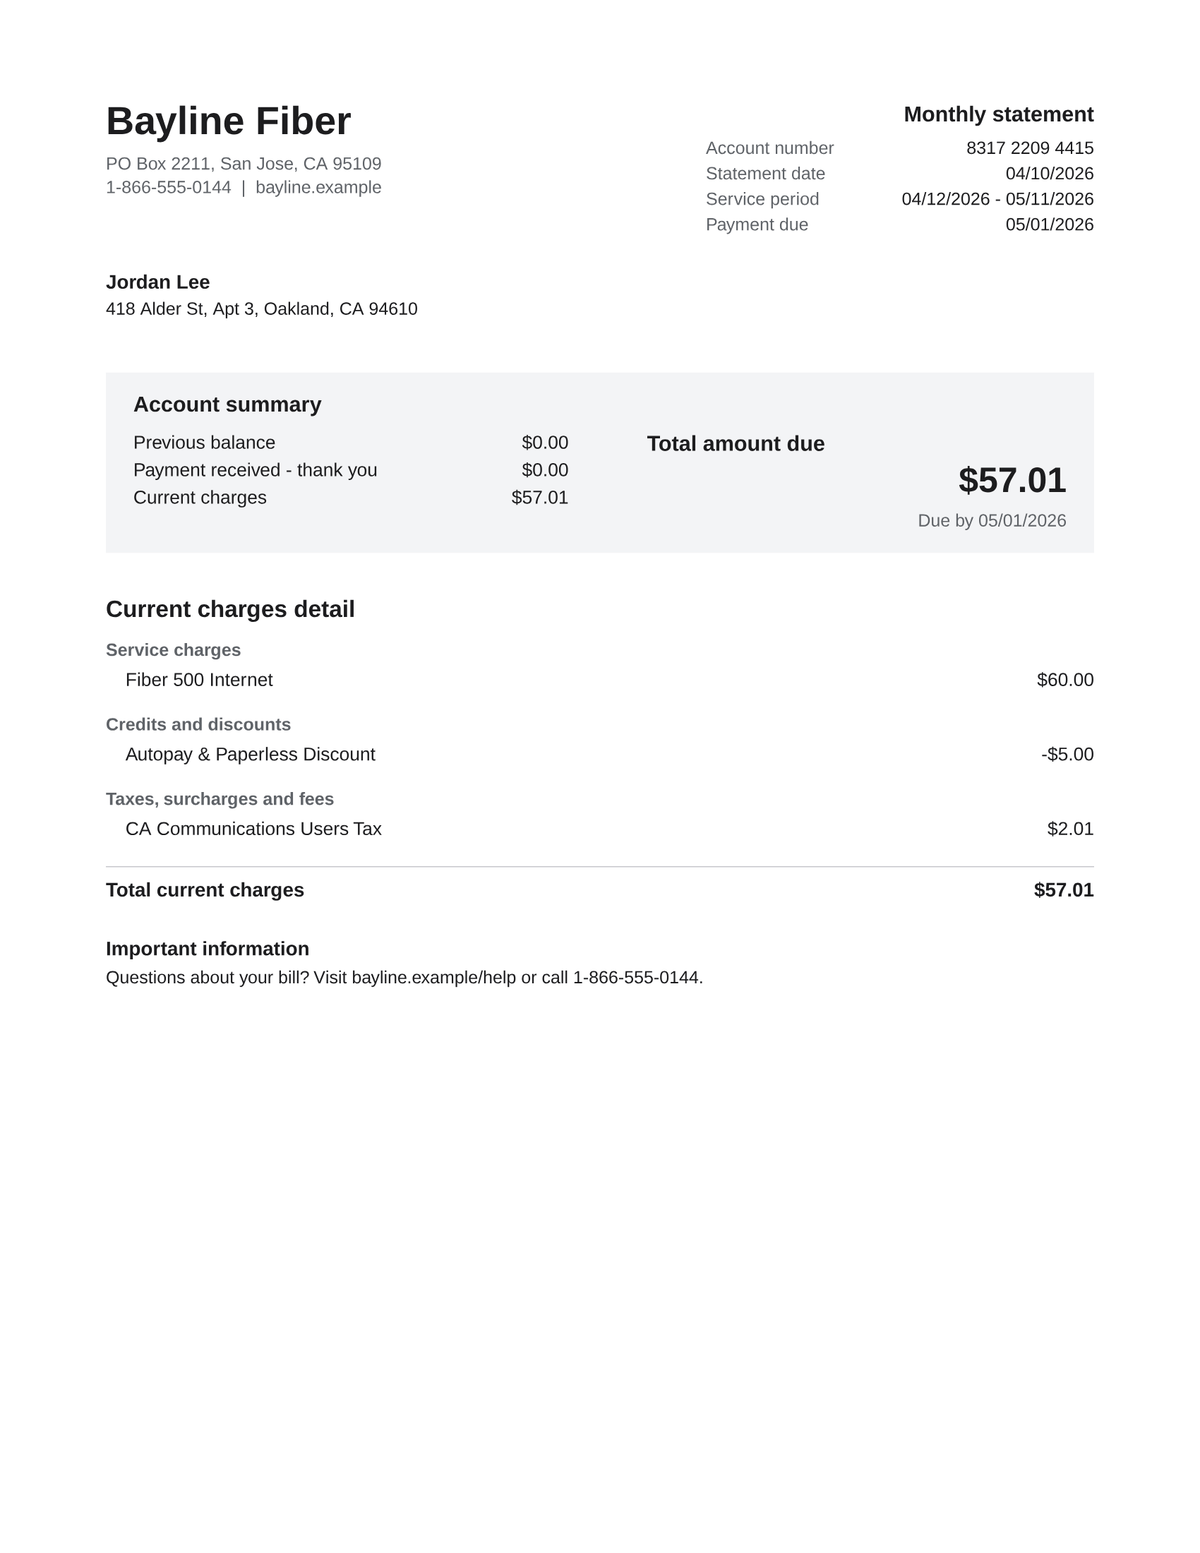 Bayline Fiber
PO Box 2211, San Jose, CA 95109
1-866-555-0144 | bayline.example
Monthly statement
Account number 8317 2209 4415
Statement date 04/10/2026
Service period 04/12/2026 - 05/11/2026
Payment due 05/01/2026
Jordan Lee
418 Alder St, Apt 3, Oakland, CA 94610
Account summary
Previous balance $0.00
Payment received - thank you $0.00
Current charges $57.01
Total amount due
$57.01
Due by 05/01/2026
Current charges detail
Service charges
Fiber 500 Internet $60.00
Credits and discounts
Autopay & Paperless Discount -$5.00
Taxes, surcharges and fees
CA Communications Users Tax $2.01
Total current charges $57.01
Important information
Questions about your bill? Visit bayline.example/help or call 1-866-555-0144.